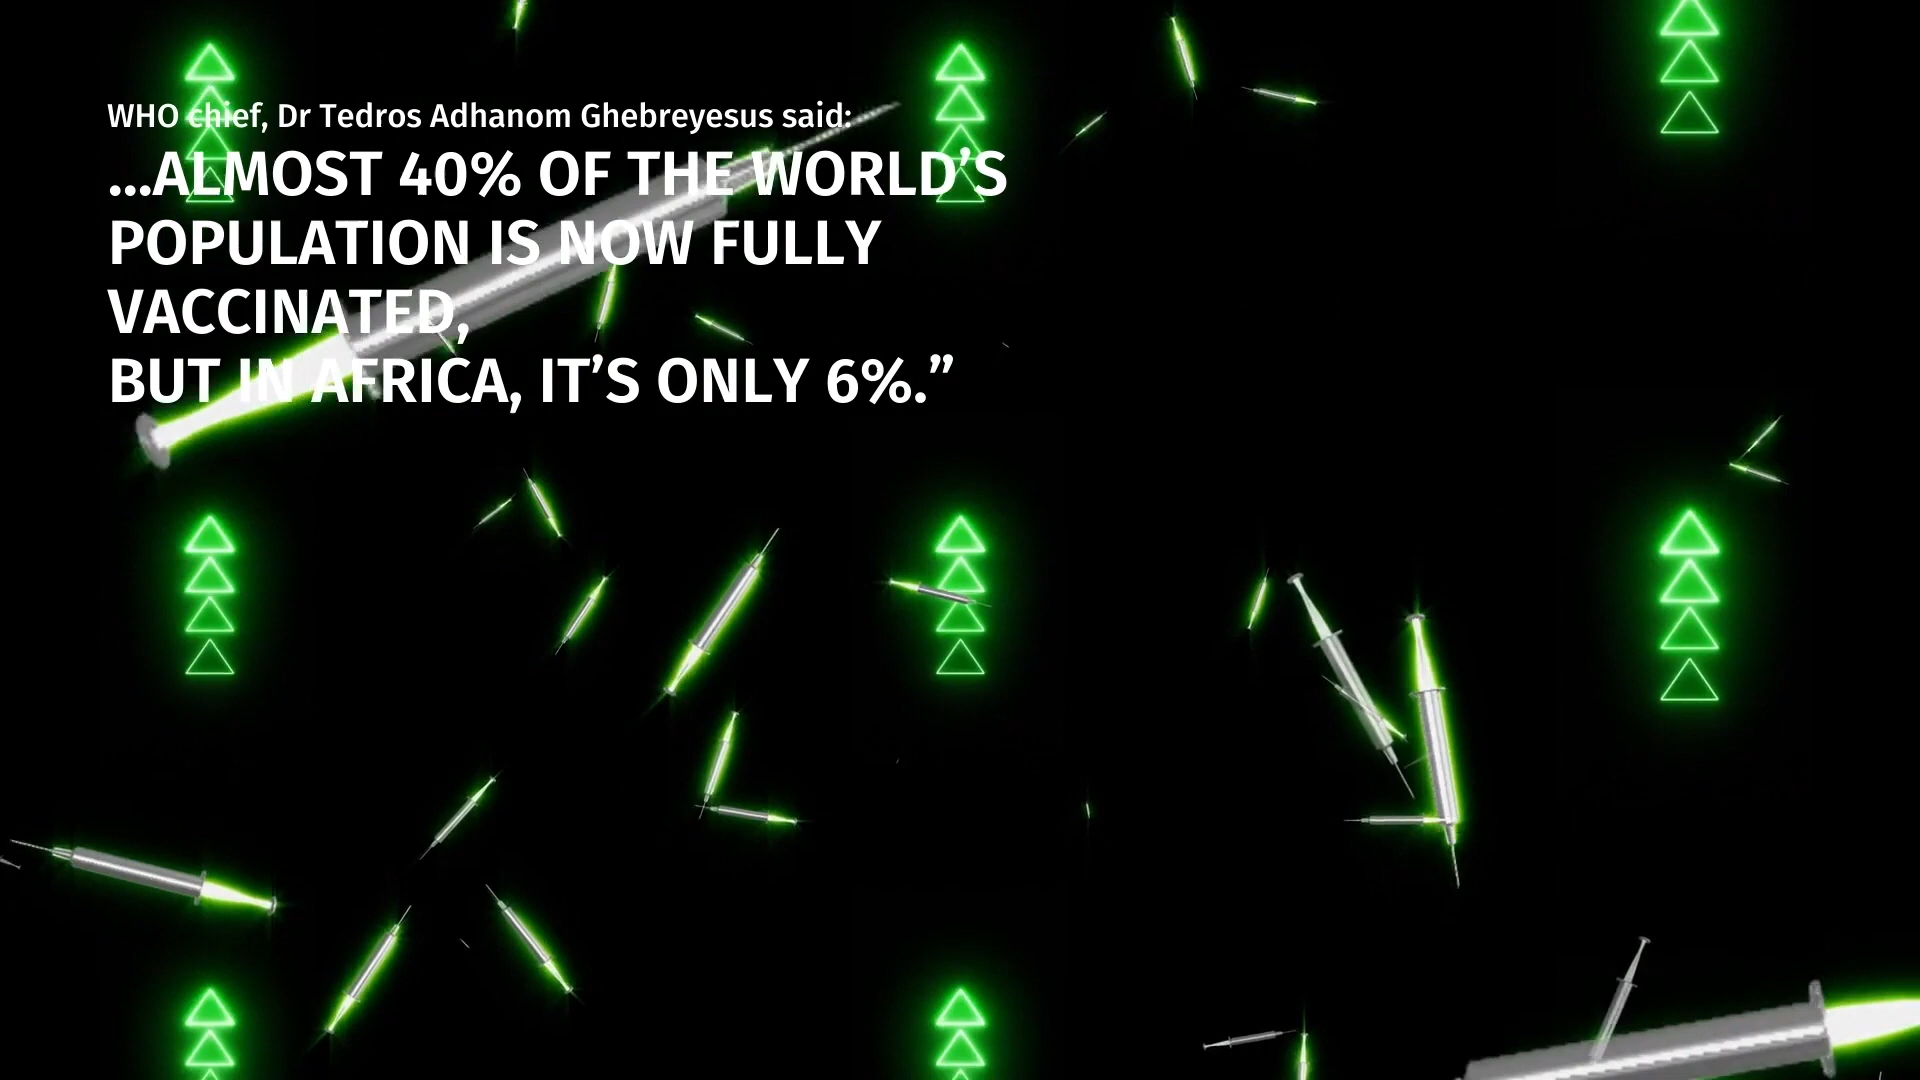 WHO chief, Dr Tedros Adhanom Ghebreyesus said:
...ALMOST 40% OF THE WORLD’S
POPULATION IS NOW FULLY
VACCINATED,
BUT IN AFRICA, IT’S ONLY 6%.”